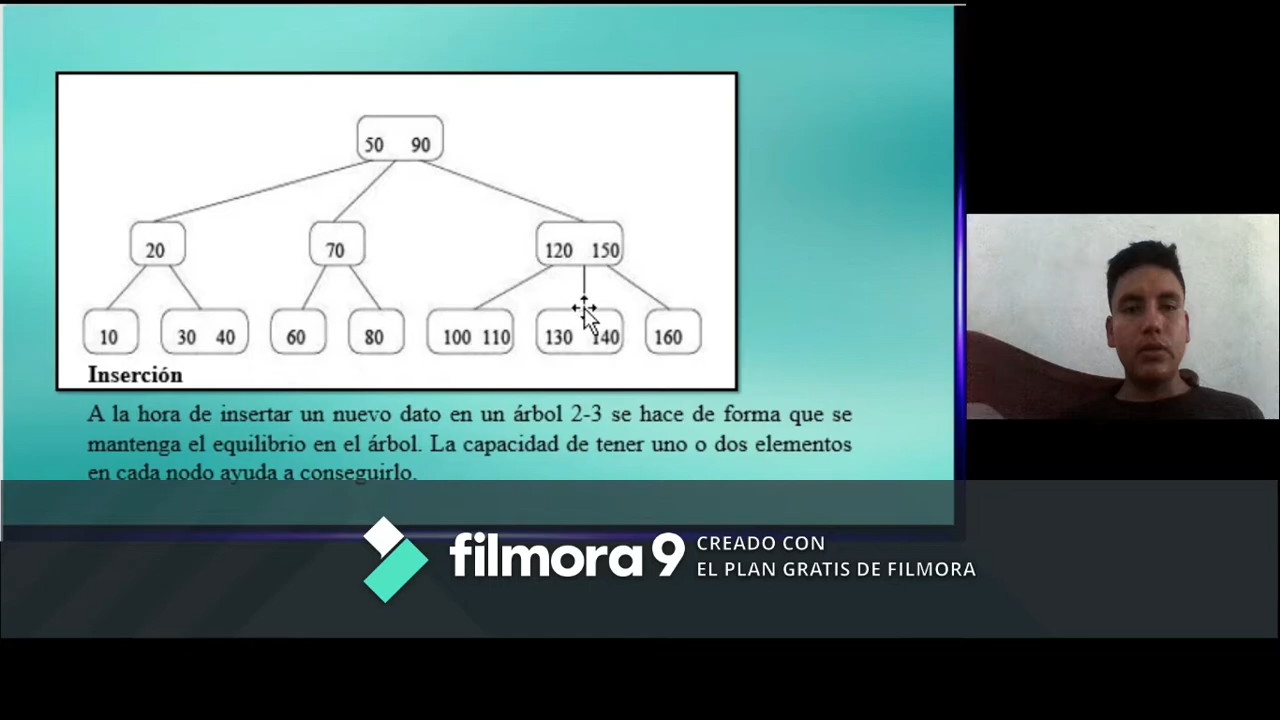 50 90
20 70 120 150
10 30 40 60 80 100 110 130 140 160
Inserción
A la hora de insertar un nuevo dato en un árbol 2-3 se hace de forma que se
mantenga el equilibrio en el árbol. La capacidad de tener uno o dos elementos
en cada nodo ayuda a conseguirlo.
filmora 9
CREADO CON
EL PLAN GRATIS DE FILMORA